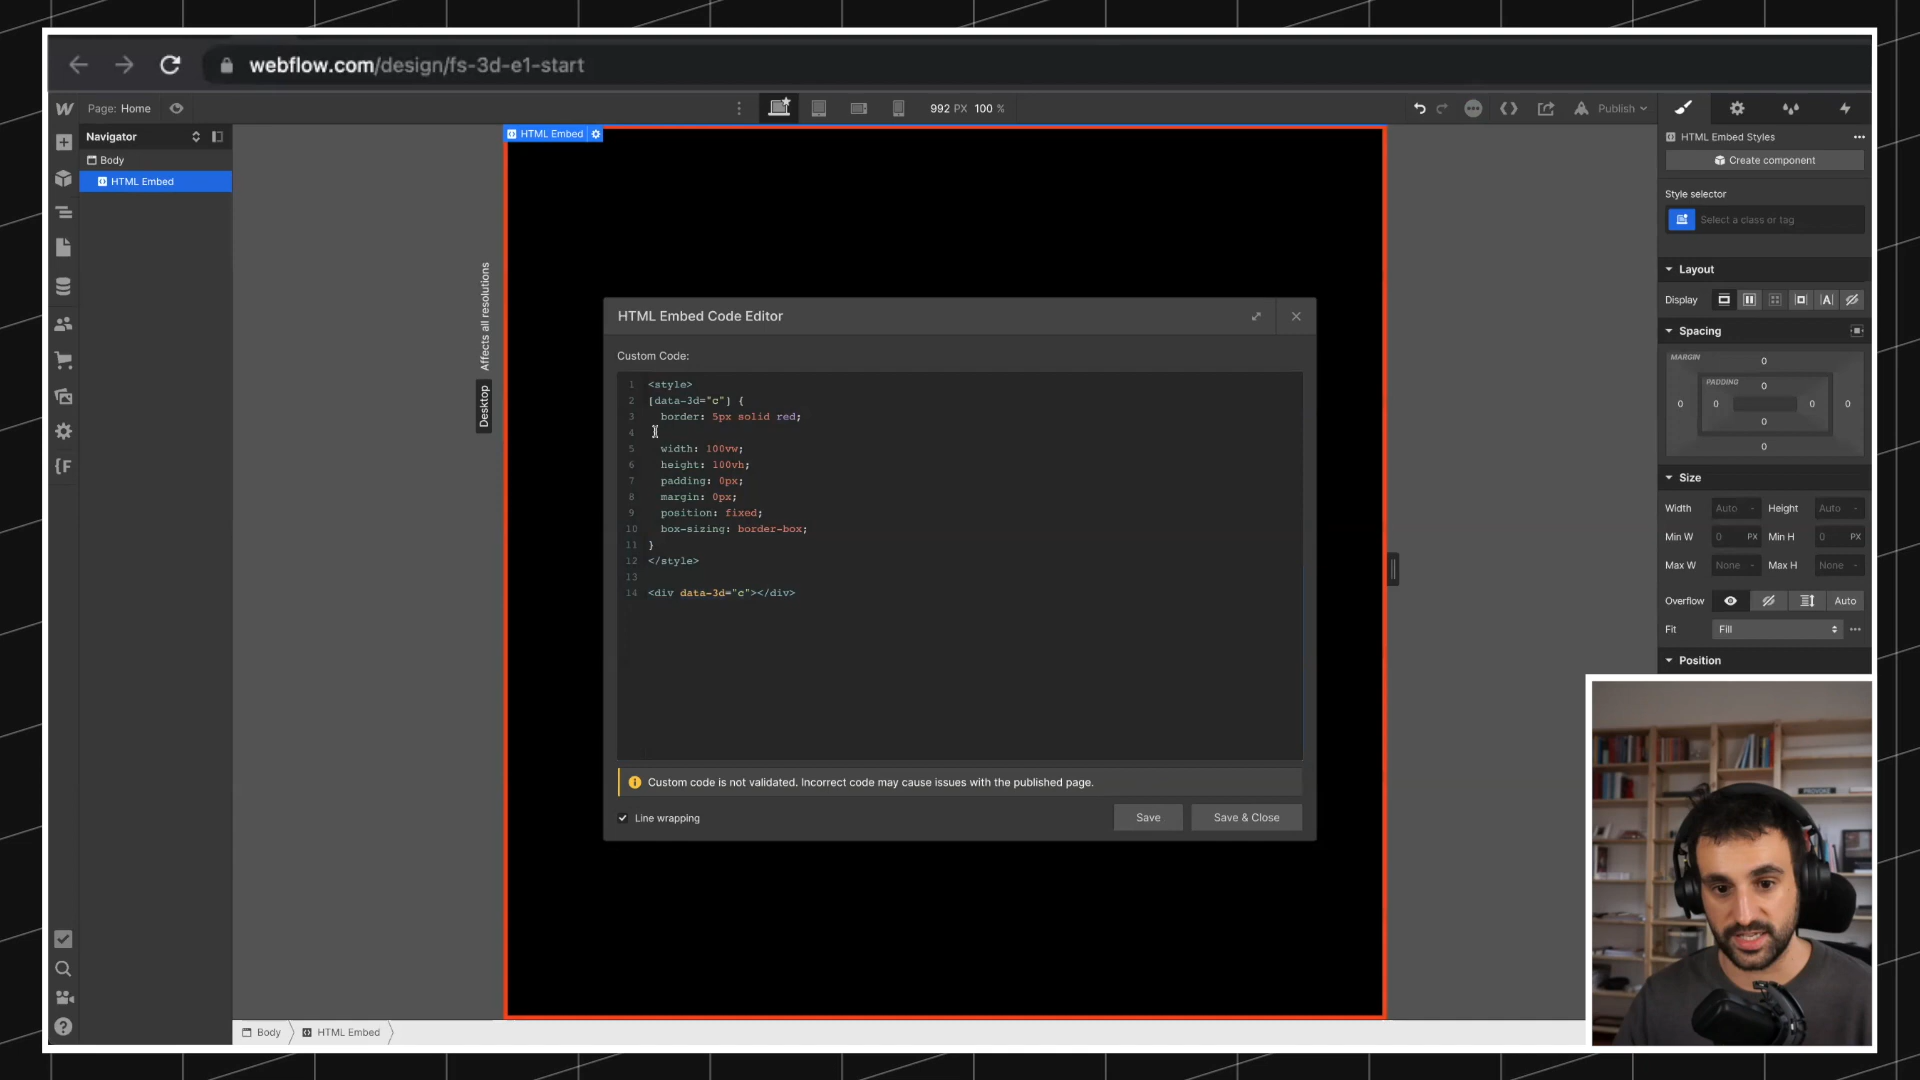 webflow.com/design/fs-3d-e1-start
Page: Home
992 PX 100 %
Publish
Navigator
Body
HTML Embed
HTML Embed
Affects all resolutions
Desktop
HTML Embed Code Editor
Custom Code:
1 <style>
2 [data-3d="c"] {
3 border: 5px solid red;
4
5 width: 100vw;
6 height: 100vh;
7 padding: 0px;
8 margin: 0px;
9 position: fixed;
10 box-sizing: border-box;
11 }
12 </style>
13
14 <div data-3d="c"></div>
Custom code is not validated. Incorrect code may cause issues with the published page.
Line wrapping
Save
Save & Close
HTML Embed Styles
Create component
Style selector
Select a class or tag
Layout
Display
Spacing
MARGIN
0
PADDING
0
0 0 0 0
0
0
Size
Width Auto - Height Auto -
Min W 0 PX Min H 0 PX
Max W None - Max H None -
Overflow Auto
Fit Fill
Position
Body HTML Embed